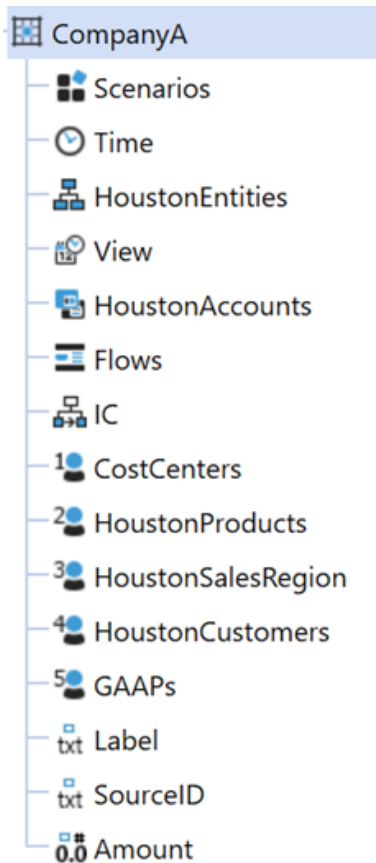 CompanyA
Scenarios
Time
HoustonEntities
12 View
HoustonAccounts
Flows
IC
1 CostCenters
2 HoustonProducts
3 HoustonSalesRegion
4 HoustonCustomers
5 GAAPs
txt Label
txt SourceID
# 0.0 Amount